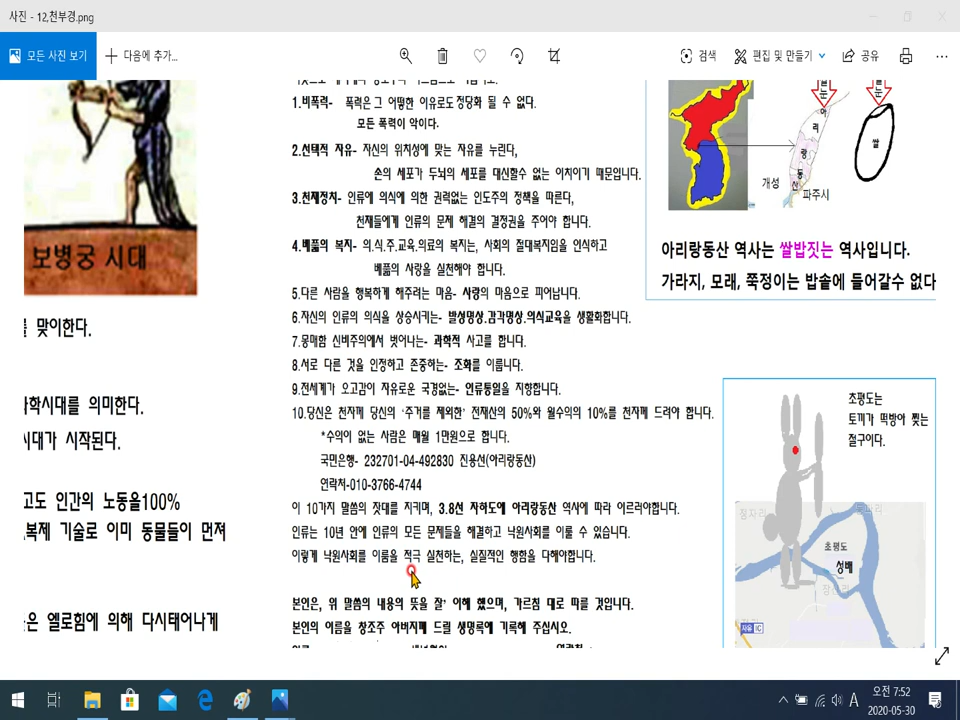 사진 - 12,천부경.png
모든 사진 보기
다음에 추가...
검색
편집 및 만들기
공유
1.비폭력- 폭력은 그 어떤한 이유로도 정당화 될 수 없다.
모든 폭력이 악이다.
2.선택적 자유- 자신의 위치성에 맞는 자유를 누린다,
손의 세포가 두뇌의 세포를 대신할수 없는 이치이기 때문입니다.
3.천재정치- 인류에 의식에 의한 권력없는 인도주의 정책을 따른다,
천재들에게 인류의 문제 해결의 결정권을 주어야 합니다.
4.베품의 복지- 의.식.주.교육.의료의 복지는, 사회의 절대복지임을 인식하고
베품의 사랑을 실천해야 합니다.
5.다른 사람을 행복하게 해주려는 마음- 사랑의 마음으로 피어납니다.
6.자신의 인류의 의식을 상승시키는- 발성명상.감각명상.의식교육을 생활화합니다.
7.몽매함 신비주의에서 벗어나는- 과학적 사고를 합니다.
8.서로 다른 것을 인정하고 존중하는- 조화를 이룹니다.
9.전세계가 오고감이 자유로운 국경없는- 인류통일을 지향합니다.
10.당신은 천자께 당신의 '주거를 제외한' 전재산의 50%와 월수익의 10%를 천자께 드려야 합니다.
*수익이 없는 사람은 매월 1만원으로 합니다.
국민은행- 232701-04-492830 진용선(아리랑동산)
연락처-010-3766-4744
이 10가지 말씀의 잣대를 지키며, 3.8선 자하도에 아리랑동산 역사에 따라 이르러야합니다.
인류는 10년 안에 인류의 모든 문제들을 해결하고 낙원사회를 이룰 수 있습니다.
이렇게 낙원사회를 이룸을 적극 실천하는, 실질적인 행함을 다해야합니다.
본인은, 위 말씀의 내용의 뜻을 잘' 이해 했으며, 가르침 대로 따를 것입니다.
본인의 이름을 창조주 아버지께 드릴 생명록에 기록해 주십시오.
보병궁 시대
맞이한다.
학시대를 의미한다.
시대가 시작된다.
고도 인간의 노동을100%
복제 기술로 이미 동물들이 먼저
은 엘로힘에 의해 다시태어나게
리
랑
동
산
쌀
개성
파주시
아리랑동산 역사는 쌀밥짓는 역사입니다.
가라지, 모래, 쭉정이는 밥솥에 들어갈수 없다
초평도는
토끼가 떡방아 찧는
절구이다.
초평도
성배
자유 IC
A
오전 7:52
2020-05-30